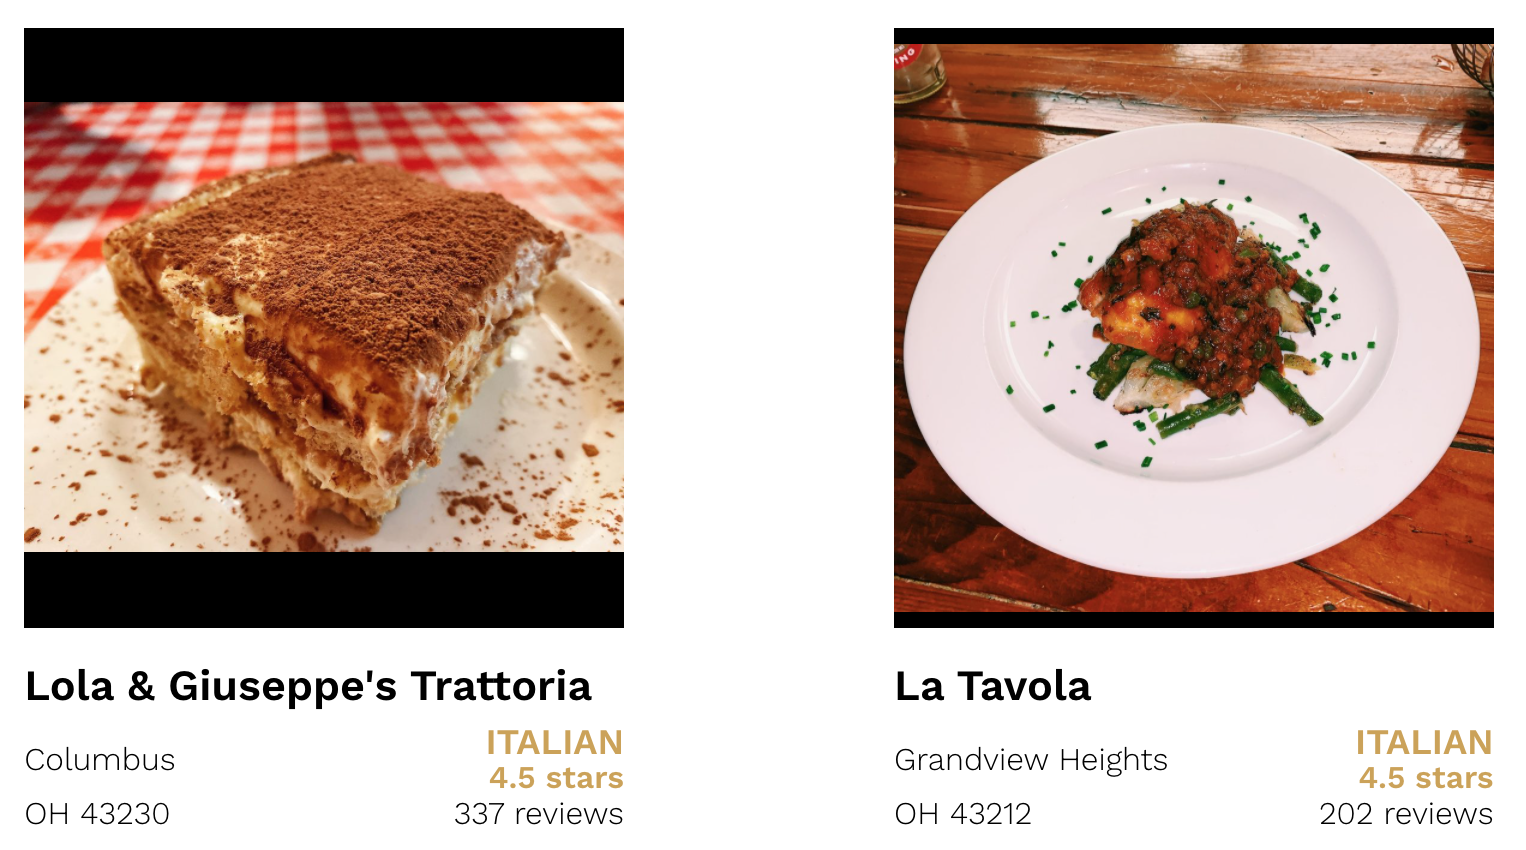 ING
Lola & Giuseppe's Trattoria
Columbus
OH 43230
ITALIAN
4.5 stars
337 reviews
La Tavola
Grandview Heights
OH 43212
ITALIAN
4.5 stars
202 reviews